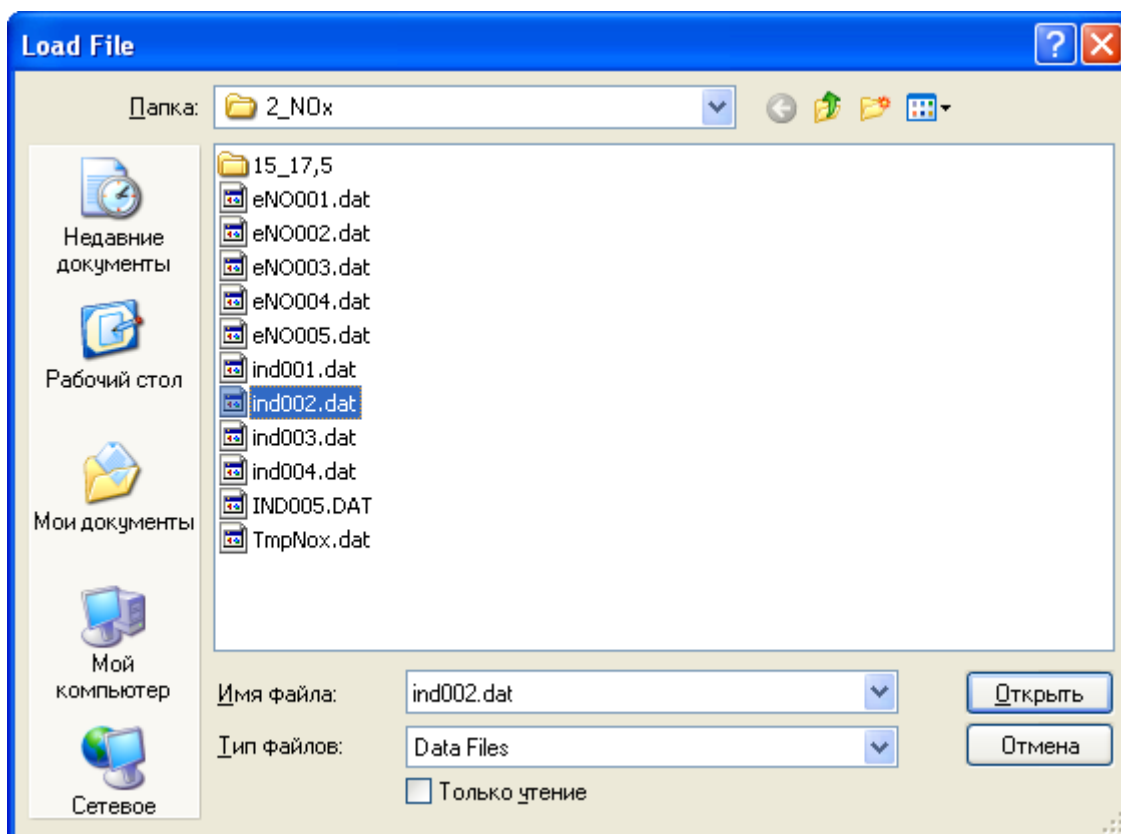 Load File
Папка:
2_NOx
Недавние
документы
Рабочий стол
Мои документы
Мой
компьютер
Сетевое
15_17,5
eNO001.dat
eNO002.dat
eNO003.dat
eNO004.dat
eNO005.dat
ind001.dat
ind002.dat
ind003.dat
ind004.dat
IND005.DAT
TmpNox.dat
Имя файла:
ind002.dat
Открыть
Тип файлов:
Data Files
Отмена
Только чтение